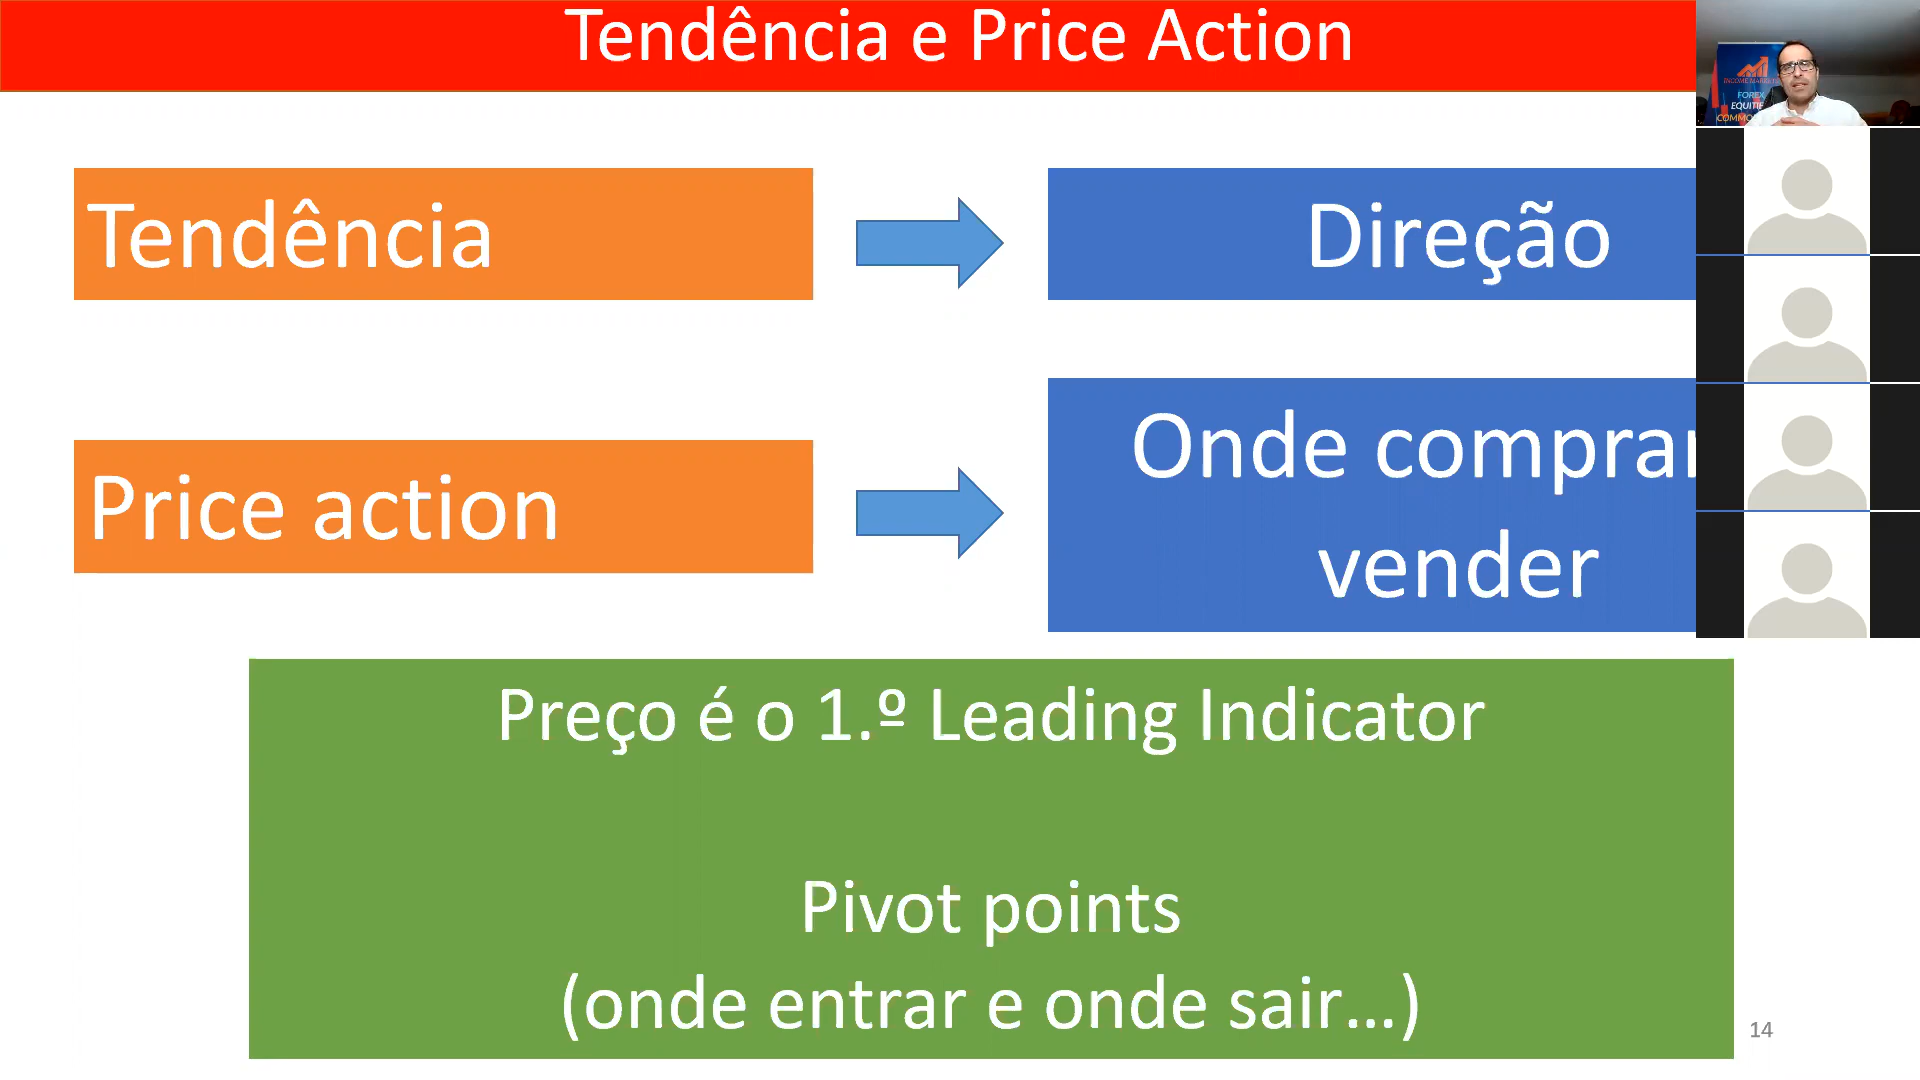 Tendência e Price Action
Tendência
Direção
Price action
Onde comprar
vender
Preço é o 1.º Leading Indicator
Pivot points
(onde entrar e onde sair...)
14
FOREX